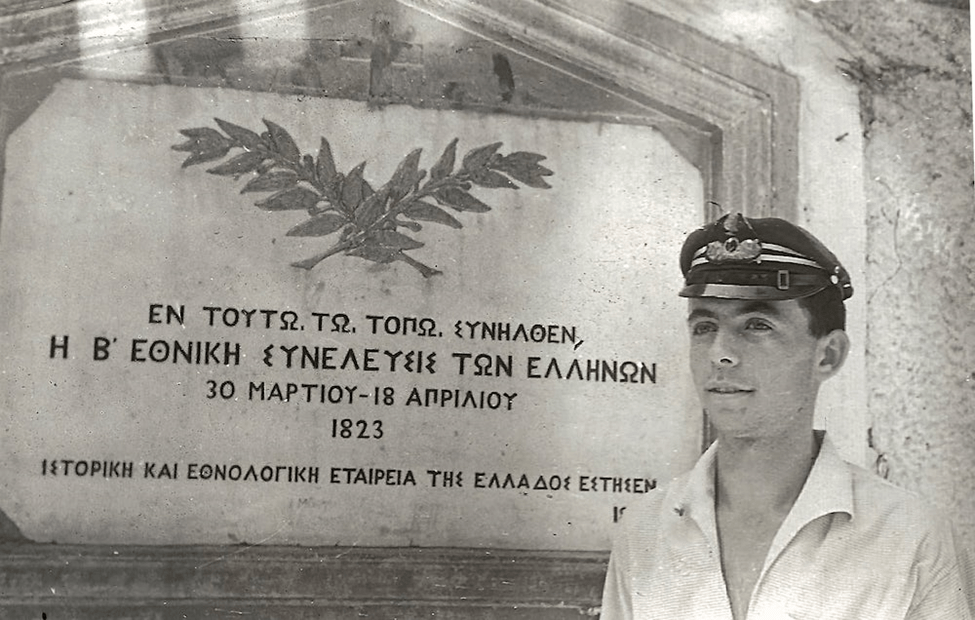 ΕΝ ΤΟΥΤΩ. ΤΩ. ΤΟΠΩ. ΣΥΝΗΛΘΕΝ,
Η Β' ΕΘΝΙΚΗ ΣΥΝΕΛΕΥΣΙΣ ΤΩΝ ΕΛΛΗΝΩΝ
30 ΜΑΡΤΙΟΥ-18 ΑΠΡΙΛΙΟΥ
1823
ΙΣΤΟΡΙΚΗ ΚΑΙ ΕΘΝΟΛΟΓΙΚΗ ΕΤΑΙΡΕΙΑ ΤΗΣ ΕΛΛΑΔΟΣ ΕΣΤΗΣΕΝ